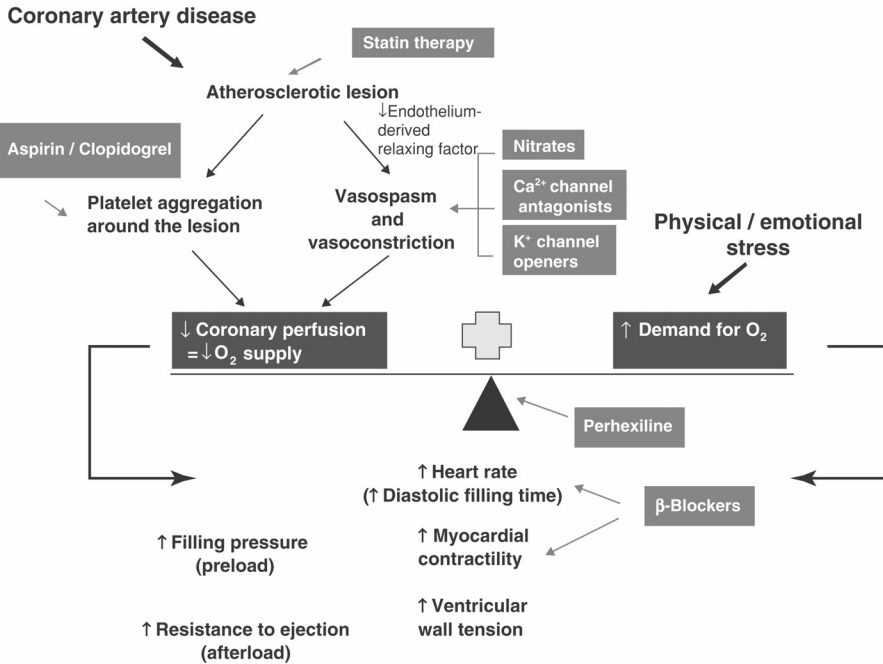 Coronary artery disease
Statin therapy
Atherosclerotic lesion
↓Endothelium-
derived
relaxing factor
Aspirin / Clopidogrel
Nitrates
Platelet aggregation
around the lesion
Vasospasm
and
vasoconstriction
Ca²⁺ channel
antagonists
K⁺ channel
openers
Physical / emotional
stress
↓ Coronary perfusion
=↓O₂ supply
↑ Demand for O₂
Perhexiline
↑ Heart rate
(↑ Diastolic filling time)
β-Blockers
↑ Myocardial
contractility
↑ Filling pressure
(preload)
↑ Ventricular
wall tension
↑ Resistance to ejection
(afterload)